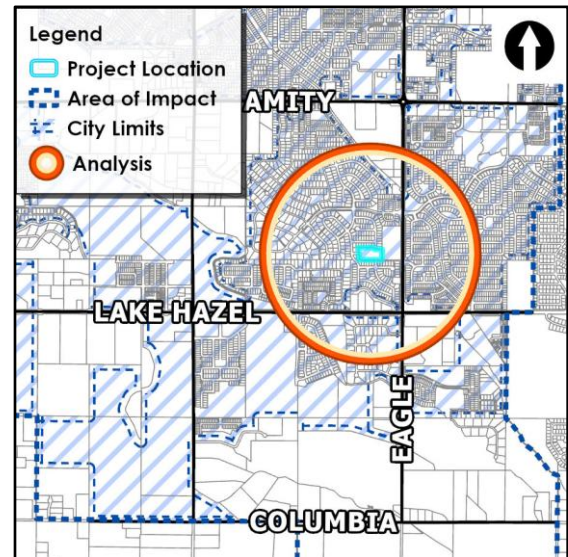 Legend
Project Location
Area of Impact
City Limits
Analysis
AMITY
LAKE HAZEL
EAGLE
COLUMBIA